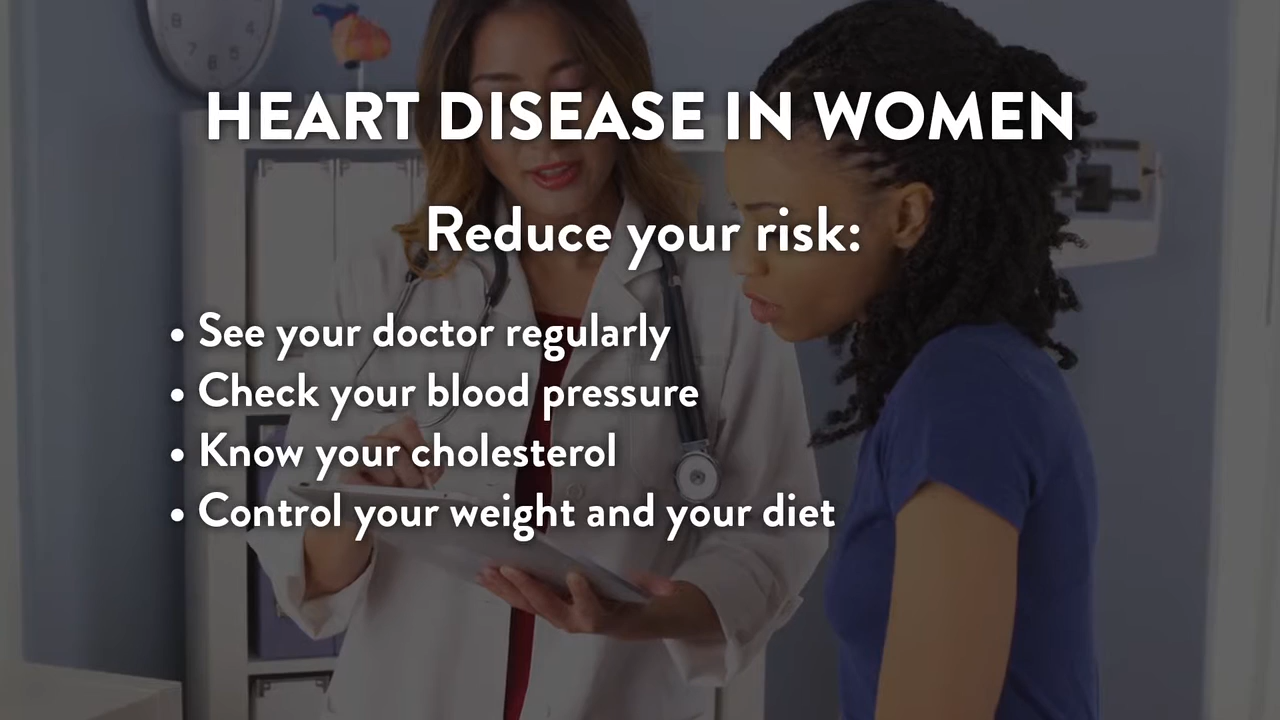 HEART DISEASE IN WOMEN
Reduce your risk:
• See your doctor regularly
• Check your blood pressure
• Know your cholesterol
• Control your weight and your diet